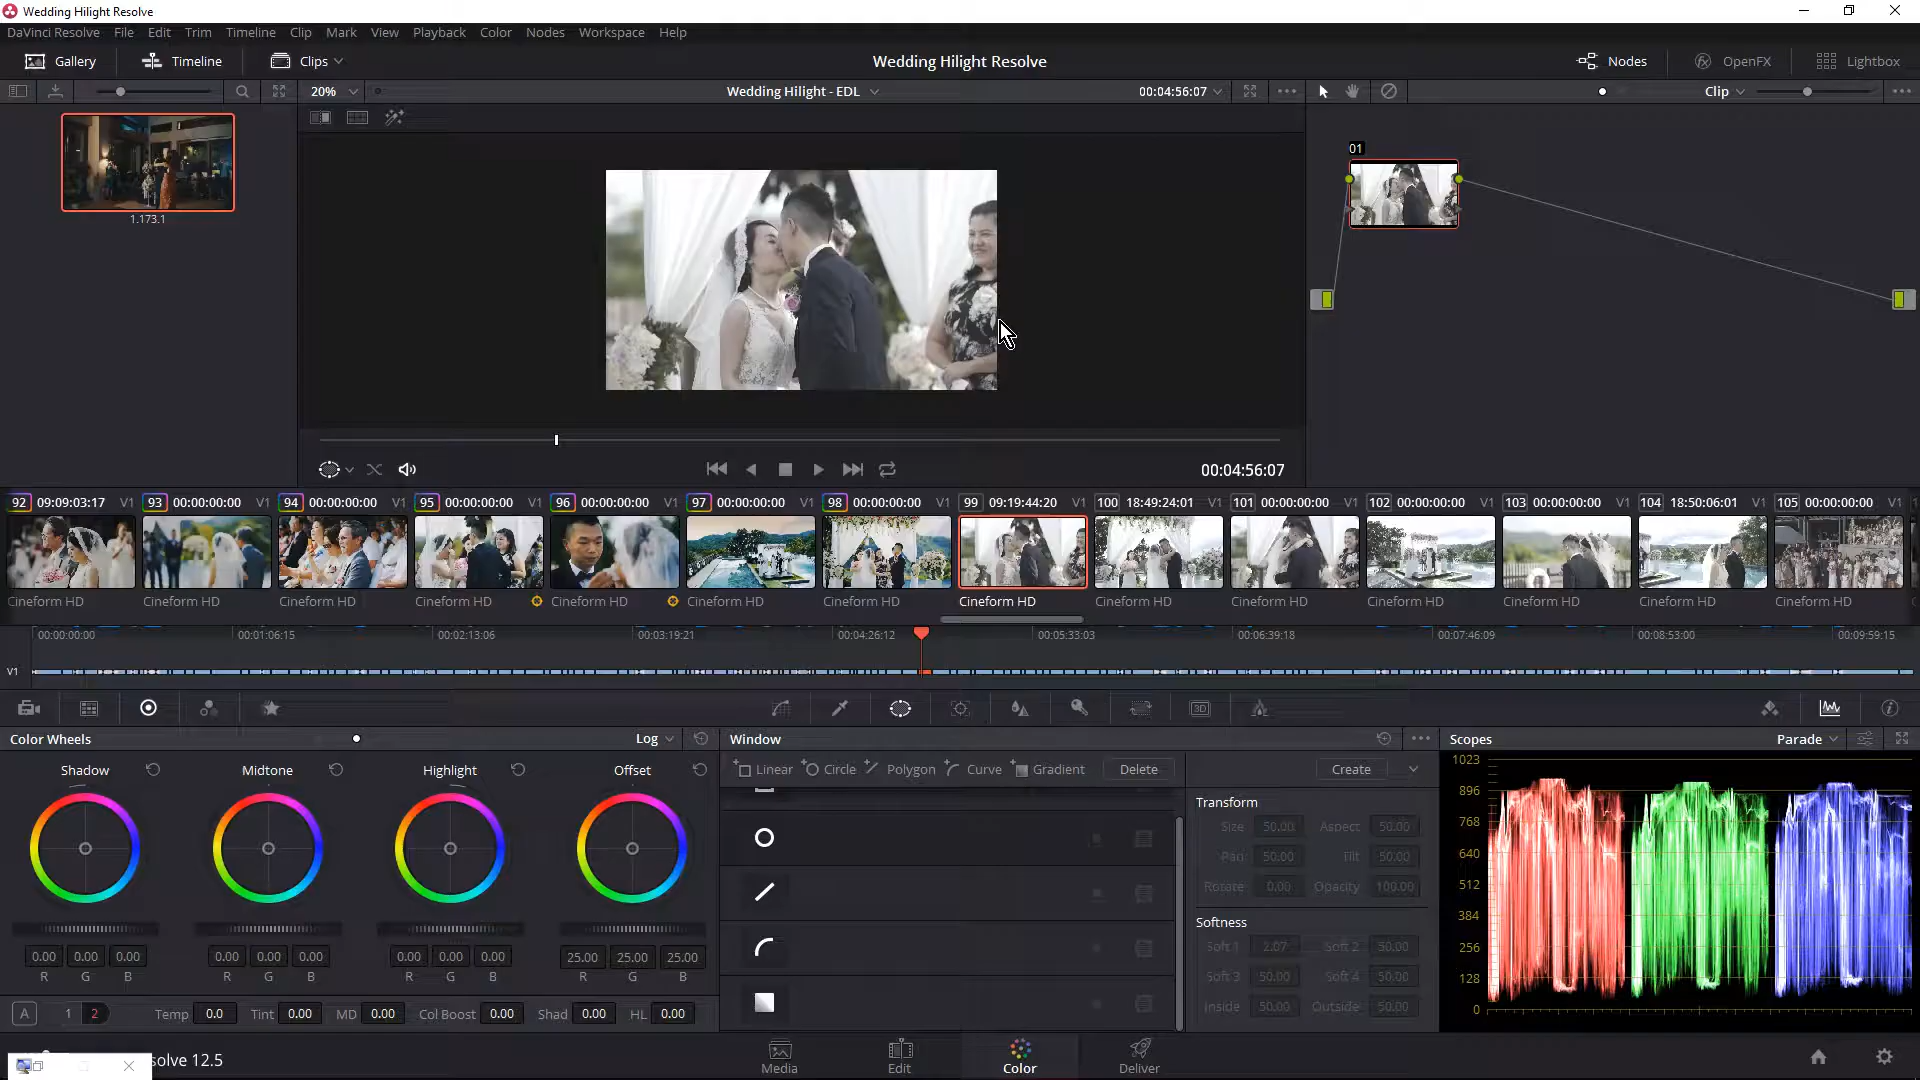 Wedding Hilight Resolve
DaVinci Resolve File Edit Trim Timeline Clip Mark View Playback Color Nodes Workspace Help
Gallery Timeline Clips Wedding Hilight Resolve Nodes OpenFX Lightbox
20% Wedding Hilight - EDL 00:04:56:07 Clip
01
1.173.1
00:04:56:07
92 09:09:03:17 V1 93 00:00:00:00 V1 94 00:00:00:00 V1 95 00:00:00:00 V1 96 00:00:00:00 V1 97 00:00:00:00 V1 98 00:00:00:00 V1 99 09:19:44:20 V1 100 18:49:24:01 V1 101 00:00:00:00 V1 102 00:00:00:00 V1 103 00:00:00:00 V1 104 18:50:06:01 V1 105 00:00:00:00 V1
Cineform HD Cineform HD Cineform HD Cineform HD Cineform HD Cineform HD Cineform HD Cineform HD Cineform HD Cineform HD Cineform HD Cineform HD Cineform HD Cineform HD
00:00:00:00 00:01:06:15 00:02:13:06 00:03:19:21 00:04:26:12 00:05:33:03 00:06:39:18 00:07:46:09 00:08:53:00 00:09:59:15
V1
3D
Color Wheels Log
Shadow Midtone Highlight Offset
0.00 0.00 0.00 0.00 0.00 0.00 0.00 0.00 0.00 25.00 25.00 25.00
R G B R G B R G B R G B
A 1 2 Temp 0.0 Tint 0.00 MD 0.00 Col Boost 0.00 Shad 0.00 HL 0.00
Window
Linear Circle Polygon Curve Gradient Delete Create
Transform
Size 50.00 Aspect 50.00
Pan 50.00 Tilt 50.00
Rotate 0.00 Opacity 100.00
Softness
Soft 1 2.07 Soft 2 50.00
Soft 3 50.00 Soft 4 50.00
Inside 50.00 Outside 50.00
Scopes Parade
1023
896
768
640
512
384
256
128
0
solve 12.5
Media Edit Color Deliver